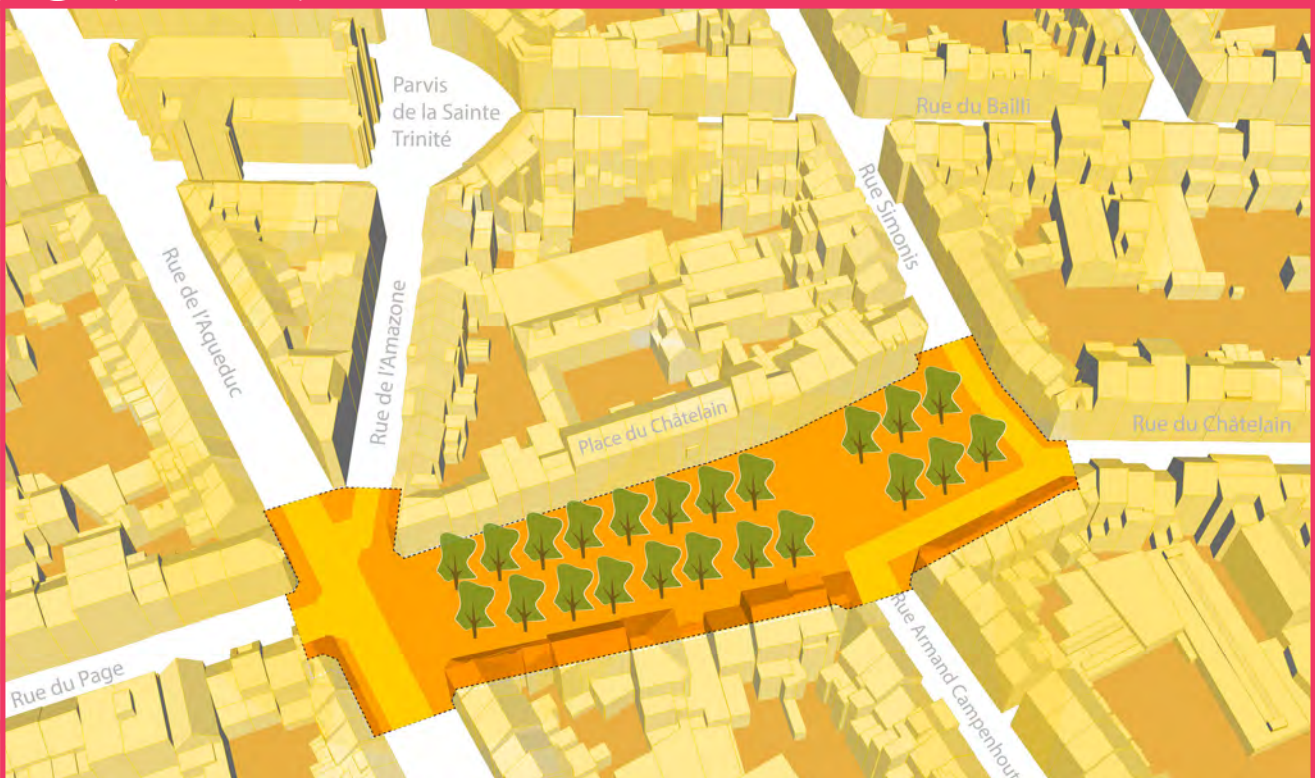 Parvis
de la Sainte
Trinité
Rue du Bailli
Rue Simonis
Rue de l'Aqueduc
Rue de l'Amazone
Place du Châtelain
Rue du Châtelain
Rue du Page
Rue Armand Campenhout